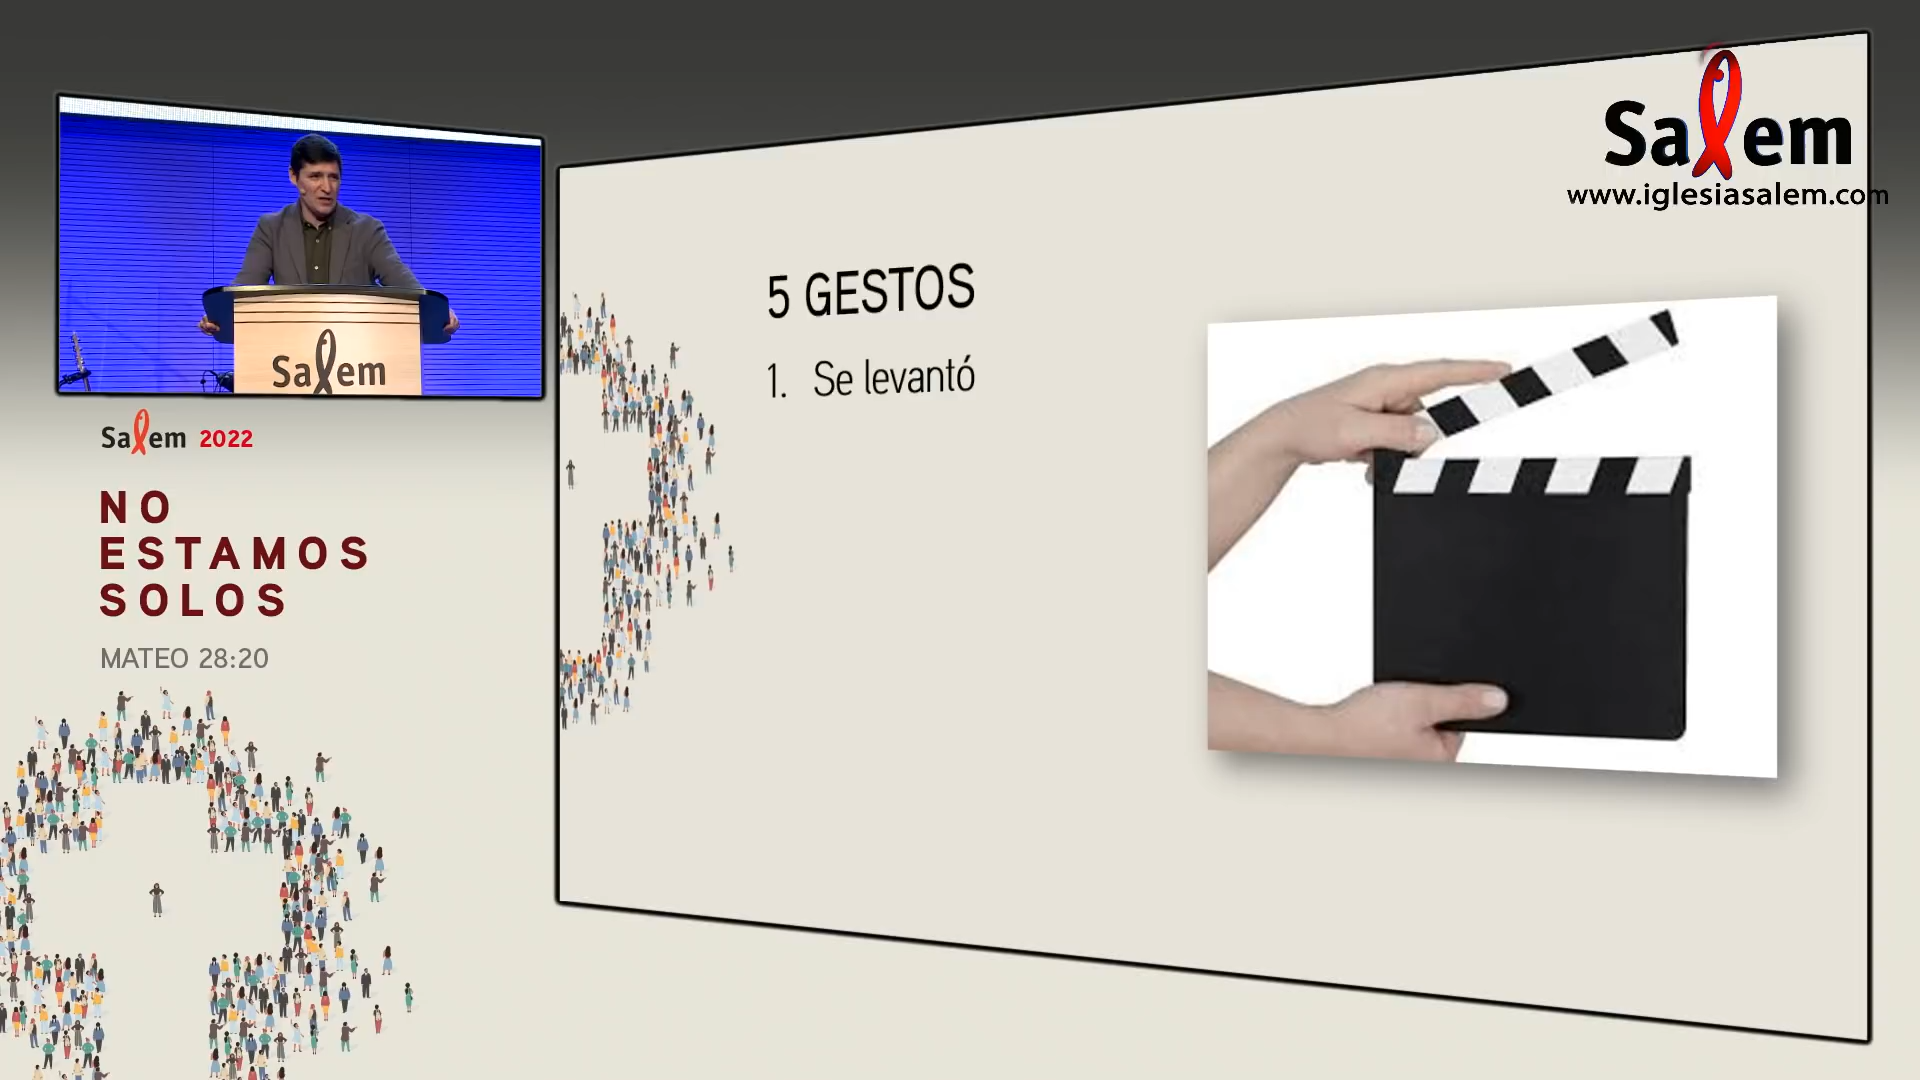 Salem
www.iglesiasalem.com
Salem
Salem 2022
NO
ESTAMOS
SOLOS
MATEO 28:20
5 GESTOS
1. Se levantó